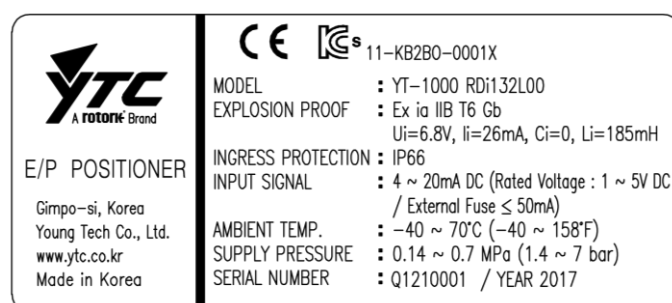 YTC
A rotork Brand
E/P POSITIONER
Gimpo-si, Korea
Young Tech Co., Ltd.
www.ytc.co.kr
Made in Korea
CE KCs 11-KB2BO-0001X
MODEL : YT-1000 RDi132L00
EXPLOSION PROOF : Ex ia IIB T6 Gb
Ui=6.8V, Ii=26mA, Ci=0, Li=185mH
INGRESS PROTECTION : IP66
INPUT SIGNAL : 4 ~ 20mA DC (Rated Voltage : 1 ~ 5V DC
/ External Fuse ≤ 50mA)
AMBIENT TEMP. : -40 ~ 70℃ (-40 ~ 158°F)
SUPPLY PRESSURE : 0.14 ~ 0.7 MPa (1.4 ~ 7 bar)
SERIAL NUMBER : Q1210001 / YEAR 2017